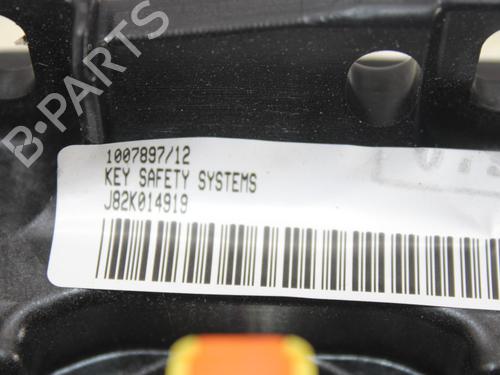 B-PARTS
1007897/12
KEY SAFETY SYSTEMS
J82K014919